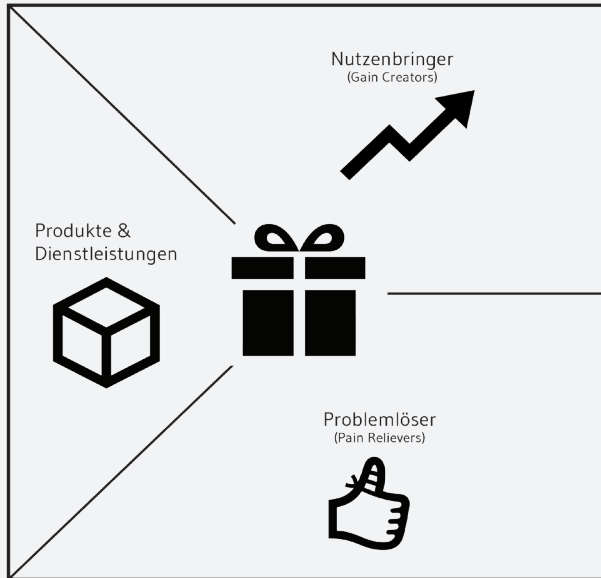 Nutzenbringer
(Gain Creators)
Produkte &
Dienstleistungen
Problemlöser
(Pain Relievers)